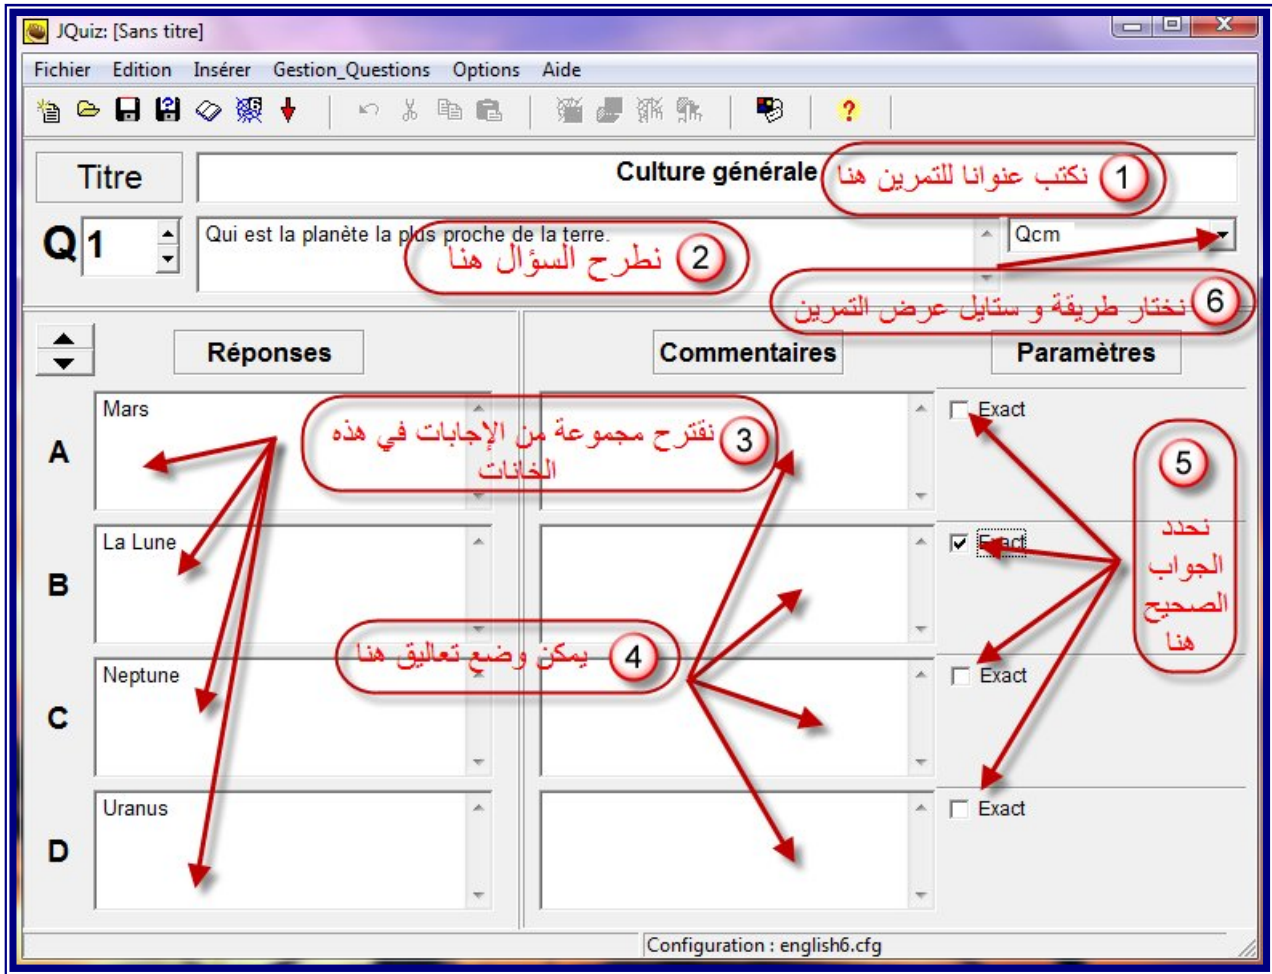 JQuiz: [Sans titre]
Fichier Edition Insérer Gestion_Questions Options Aide
Titre
Culture générale
1 نكتب عنوانا للتمرين هنا
Q 1
Qui est la planète la plus proche de la terre.
Qcm
2 نطرح السؤال هنا
6 نختار طريقة و ستايل عرض التمرين
Réponses
Commentaires
Paramètres
A
Mars
Exact
3 نقترح مجموعة من الإجابات في هذه
الخانات
5
نحدد
الجواب
الصحيح
هنا
B
La Lune
Exact
4 يمكن وضع تعاليق هنا
C
Neptune
Exact
D
Uranus
Exact
Configuration : english6.cfg